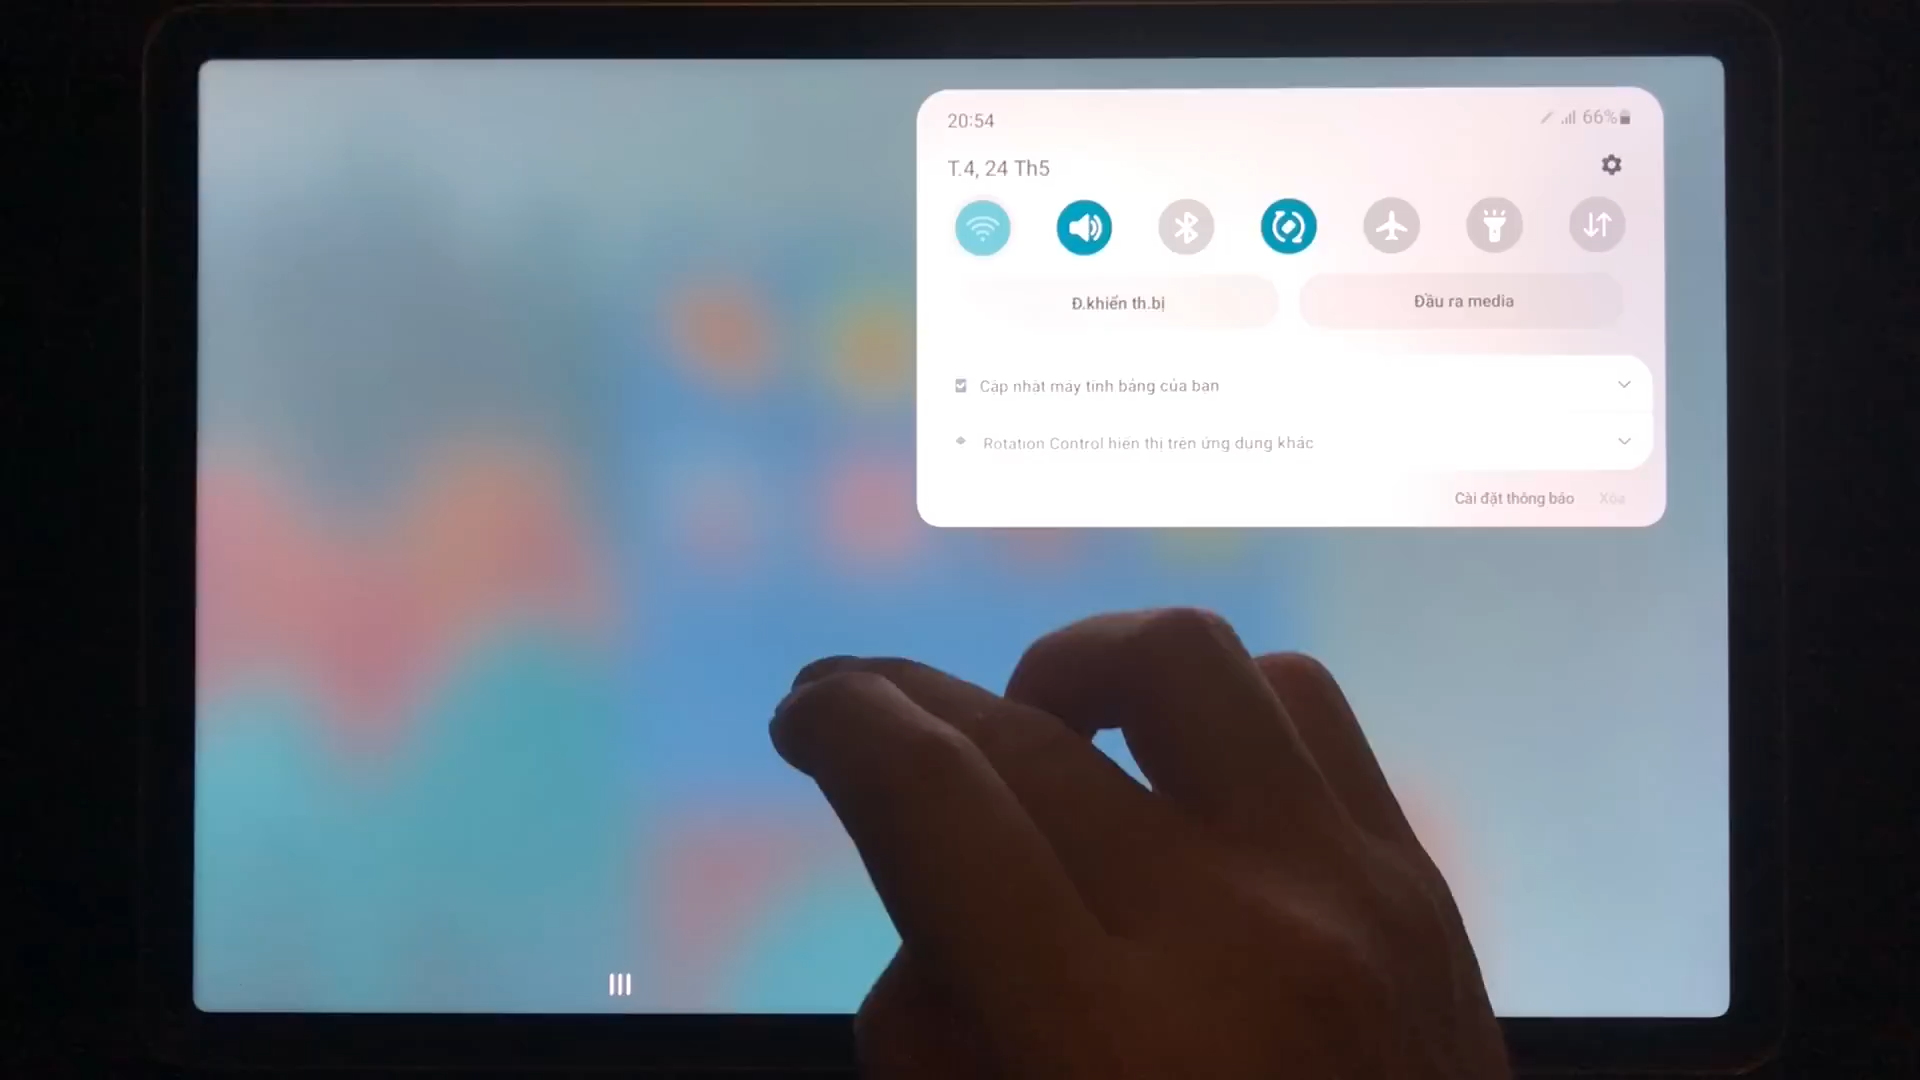 20:54
66%
T.4, 24 Th5
Đ.khiển th.bị
Đầu ra media
Cập nhật máy tính bảng của bạn
Rotation Control hiển thị trên ứng dụng khác
Cài đặt thông báo
Xóa